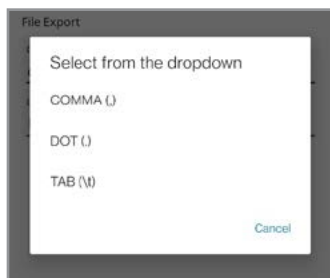 File Export
Select from the dropdown
COMMA (,)
DOT (.)
TAB (\t)
Cancel